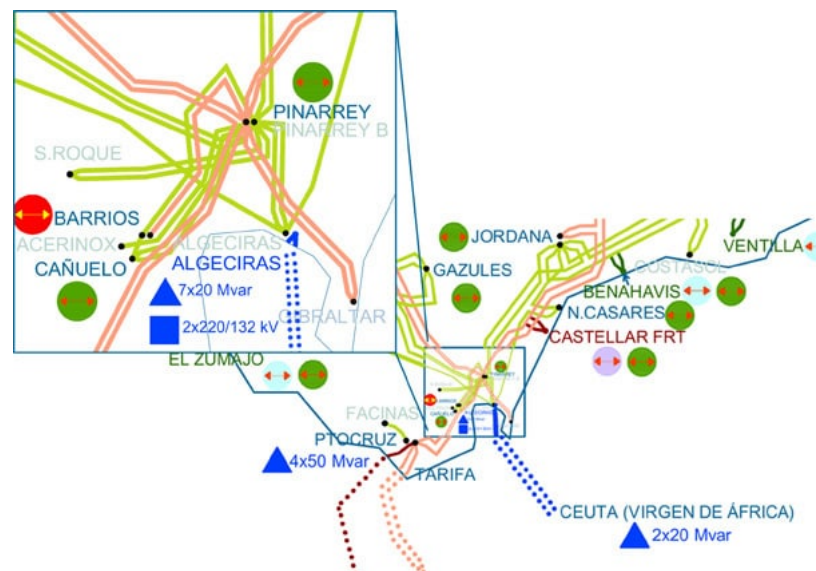 PINARREY
PINARREY B
S.ROQUE
BARRIOS
ACERINOX
CAÑUELO
ALGECIRAS
ALGECIRAS
7x20 Mvar
2x220/132 kV
GIBRALTAR
JORDANA
GAZULES
VENTILLA
COSTASOL
BENAHAVIS
N.CASARES
CASTELLAR FRT
EL ZUMAJO
FACINAS
PTOCRUZ
4x50 Mvar
TARIFA
CEUTA (VIRGEN DE ÁFRICA)
2x20 Mvar